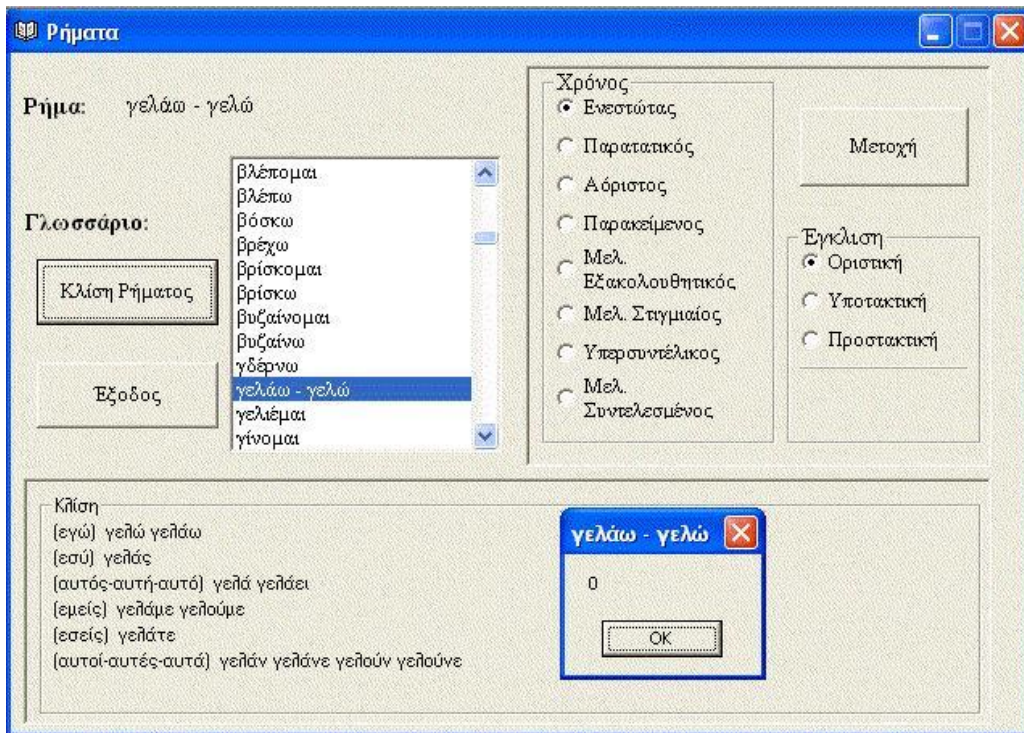 Ρήματα
Ρήμα: γελάω - γελώ
Γλωσσάριο:
Κλίση Ρήματος
Έξοδος
βλέπομαι
βλέπω
βόσκω
βρέχω
βρίσκομαι
βρίσκω
βυζαίνομαι
βυζαίνω
γδέρνω
γελάω - γελώ
γελιέμαι
γίνομαι
Χρόνος
Ενεστώτας
Παρατατικός
Αόριστος
Παρακείμενος
Μελ.
Εξακολουθητικός
Μελ. Στιγμιαίος
Υπερσυντέλικος
Μελ.
Συντελεσμένος
Μετοχή
Έγκλιση
Οριστική
Υποτακτική
Προστακτική
Κλίση
(εγώ) γελώ γελάω
(εσύ) γελάς
(αυτός-αυτή-αυτό) γελά γελάει
(εμείς) γελάμε γελούμε
(εσείς) γελάτε
(αυτοί-αυτές-αυτά) γελάν γελάνε γελούν γελούνε
γελάω - γελώ
0
OK